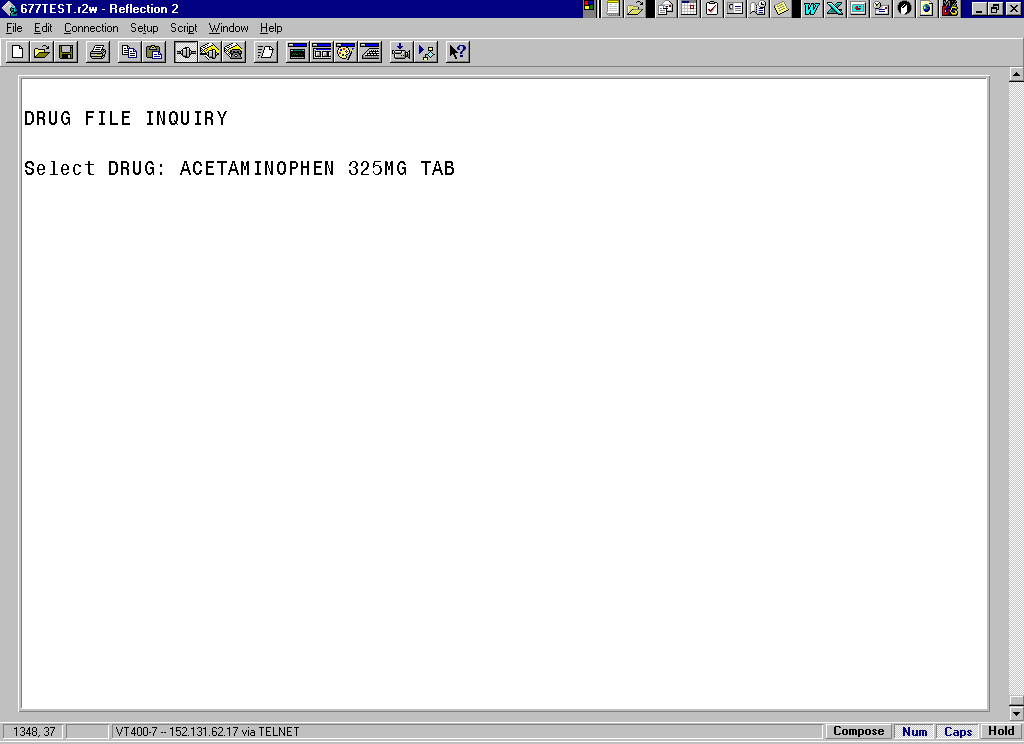 677TEST.r2w - Reflection 2
File Edit Connection Setup Script Window Help
DRUG FILE INQUIRY
Select DRUG: ACETAMINOPHEN 325MG TAB
1348, 37 VT400-7 -- 152.131.62.17 via TELNET Compose Num Caps Hold